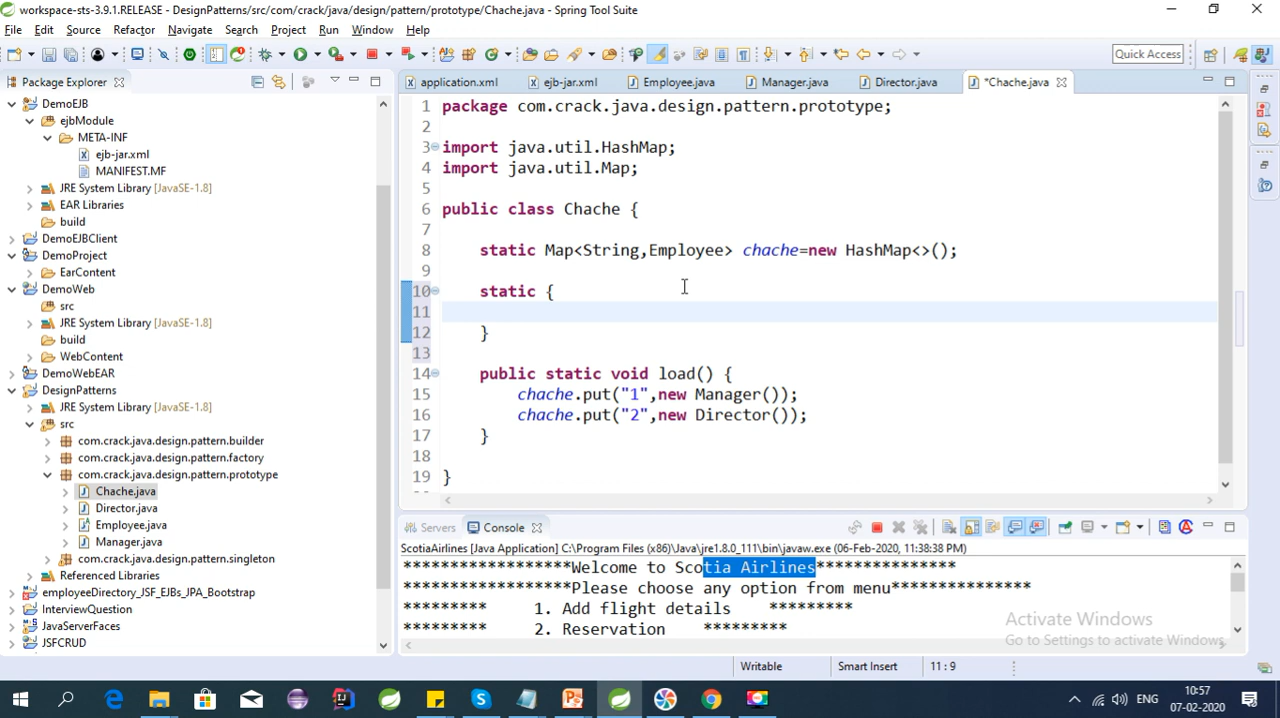 workspace-sts-3.9.1.RELEASE - DesignPatterns/src/com/crack/java/design/pattern/prototype/Chache.java - Spring Tool Suite
File Edit Source Refactor Navigate Search Project Run Window Help
Quick Access
Package Explorer
application.xml ejb-jar.xml Employee.java Manager.java Director.java *Chache.java
DemoEJB
ejbModule
META-INF
ejb-jar.xml
MANIFEST.MF
JRE System Library [JavaSE-1.8]
EAR Libraries
build
DemoEJBClient
DemoProject
EarContent
DemoWeb
src
JRE System Library [JavaSE-1.8]
build
WebContent
DemoWebEAR
DesignPatterns
JRE System Library [JavaSE-1.8]
src
com.crack.java.design.pattern.builder
com.crack.java.design.pattern.factory
com.crack.java.design.pattern.prototype
Chache.java
Director.java
Employee.java
Manager.java
com.crack.java.design.pattern.singleton
Referenced Libraries
employeeDirectory_JSF_EJBs_JPA_Bootstrap
InterviewQuestion
JavaServerFaces
JSFCRUD
1 package com.crack.java.design.pattern.prototype;
2
3 import java.util.HashMap;
4 import java.util.Map;
5
6 public class Chache {
7
8 static Map<String,Employee> chache=new HashMap<>();
9
10 static {
11
12 }
13
14 public static void load() {
15 chache.put("1",new Manager());
16 chache.put("2",new Director());
17 }
18
19 }
Servers Console
ScotiaAirlines [Java Application] C:\Program Files (x86)\Java\jre1.8.0_111\bin\javaw.exe (06-Feb-2020, 11:38:38 PM)
*****************Welcome to Scotia Airlines***************
*****************Please choose any option from menu***************
********* 1. Add flight details *********
********* 2. Reservation *********
Activate Windows
Go to Settings to activate Windows.
Writable Smart Insert 11 : 9
ENG
10:57
07-02-2020